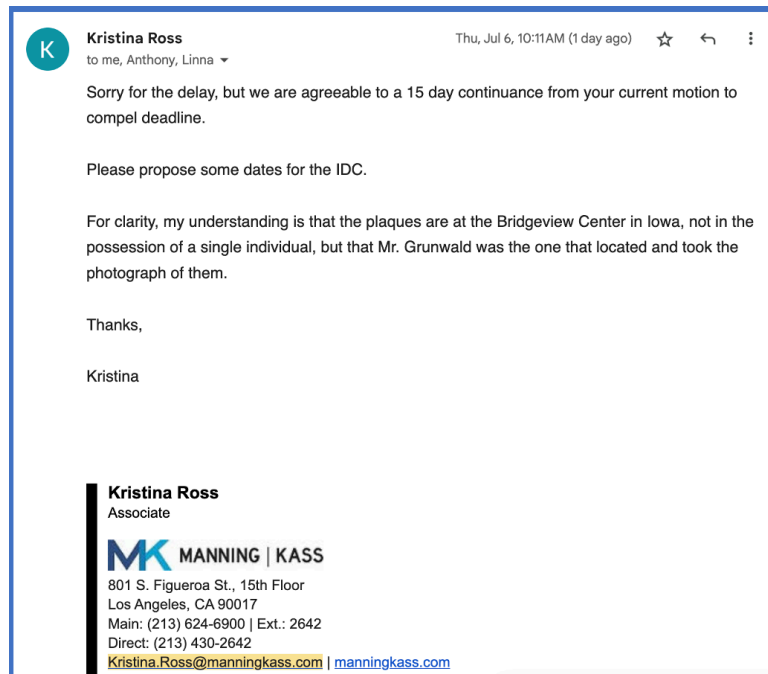 K
Kristina Ross
Thu, Jul 6, 10:11 AM (1 day ago)
to me, Anthony, Linna
Sorry for the delay, but we are agreeable to a 15 day continuance from your current motion to
compel deadline.
Please propose some dates for the IDC.
For clarity, my understanding is that the plaques are at the Bridgeview Center in Iowa, not in the
possession of a single individual, but that Mr. Grunwald was the one that located and took the
photograph of them.
Thanks,
Kristina
Kristina Ross
Associate
MK MANNING | KASS
801 S. Figueroa St., 15th Floor
Los Angeles, CA 90017
Main: (213) 624-6900 | Ext.: 2642
Direct: (213) 430-2642
Kristina.Ross@manningkass.com | manningkass.com